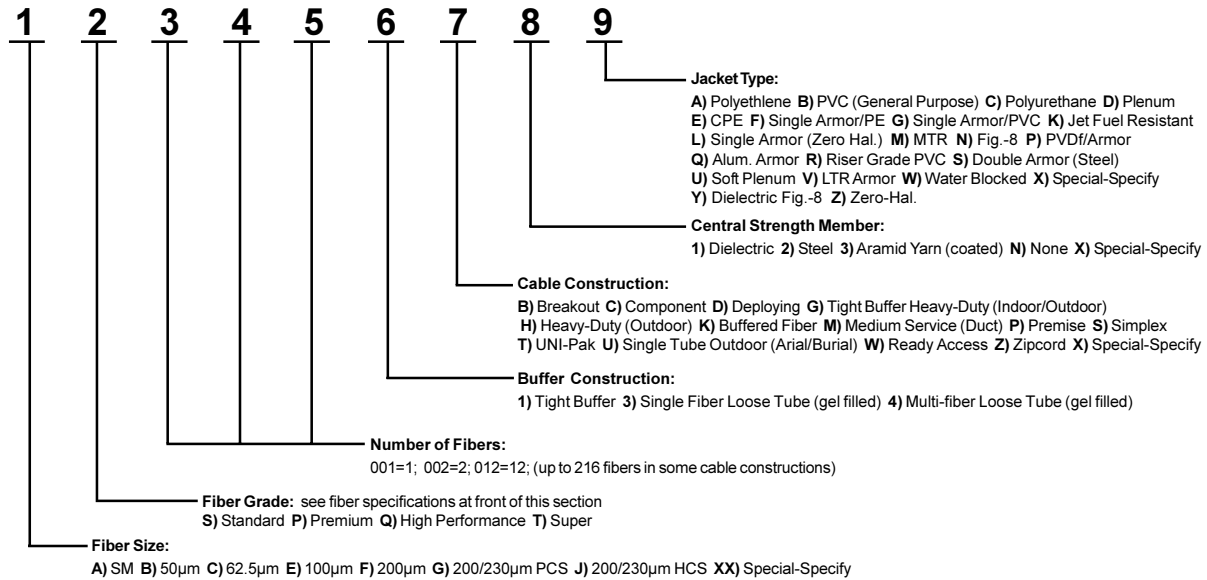 1 2 3 4 5 6 7 8 9
Jacket Type:
A) Polyethlene B) PVC (General Purpose) C) Polyurethane D) Plenum
E) CPE F) Single Armor/PE G) Single Armor/PVC K) Jet Fuel Resistant
L) Single Armor (Zero Hal.) M) MTR N) Fig.-8 P) PVDf/Armor
Q) Alum. Armor R) Riser Grade PVC S) Double Armor (Steel)
U) Soft Plenum V) LTR Armor W) Water Blocked X) Special-Specify
Y) Dielectric Fig.-8 Z) Zero-Hal.
Central Strength Member:
1) Dielectric 2) Steel 3) Aramid Yarn (coated) N) None X) Special-Specify
Cable Construction:
B) Breakout C) Component D) Deploying G) Tight Buffer Heavy-Duty (Indoor/Outdoor)
H) Heavy-Duty (Outdoor) K) Buffered Fiber M) Medium Service (Duct) P) Premise S) Simplex
T) UNI-Pak U) Single Tube Outdoor (Arial/Burial) W) Ready Access Z) Zipcord X) Special-Specify
Buffer Construction:
1) Tight Buffer 3) Single Fiber Loose Tube (gel filled) 4) Multi-fiber Loose Tube (gel filled)
Number of Fibers:
001=1; 002=2; 012=12; (up to 216 fibers in some cable constructions)
Fiber Grade: see fiber specifications at front of this section
S) Standard P) Premium Q) High Performance T) Super
Fiber Size:
A) SM B) 50µm C) 62.5µm E) 100µm F) 200µm G) 200/230µm PCS J) 200/230µm HCS XX) Special-Specify